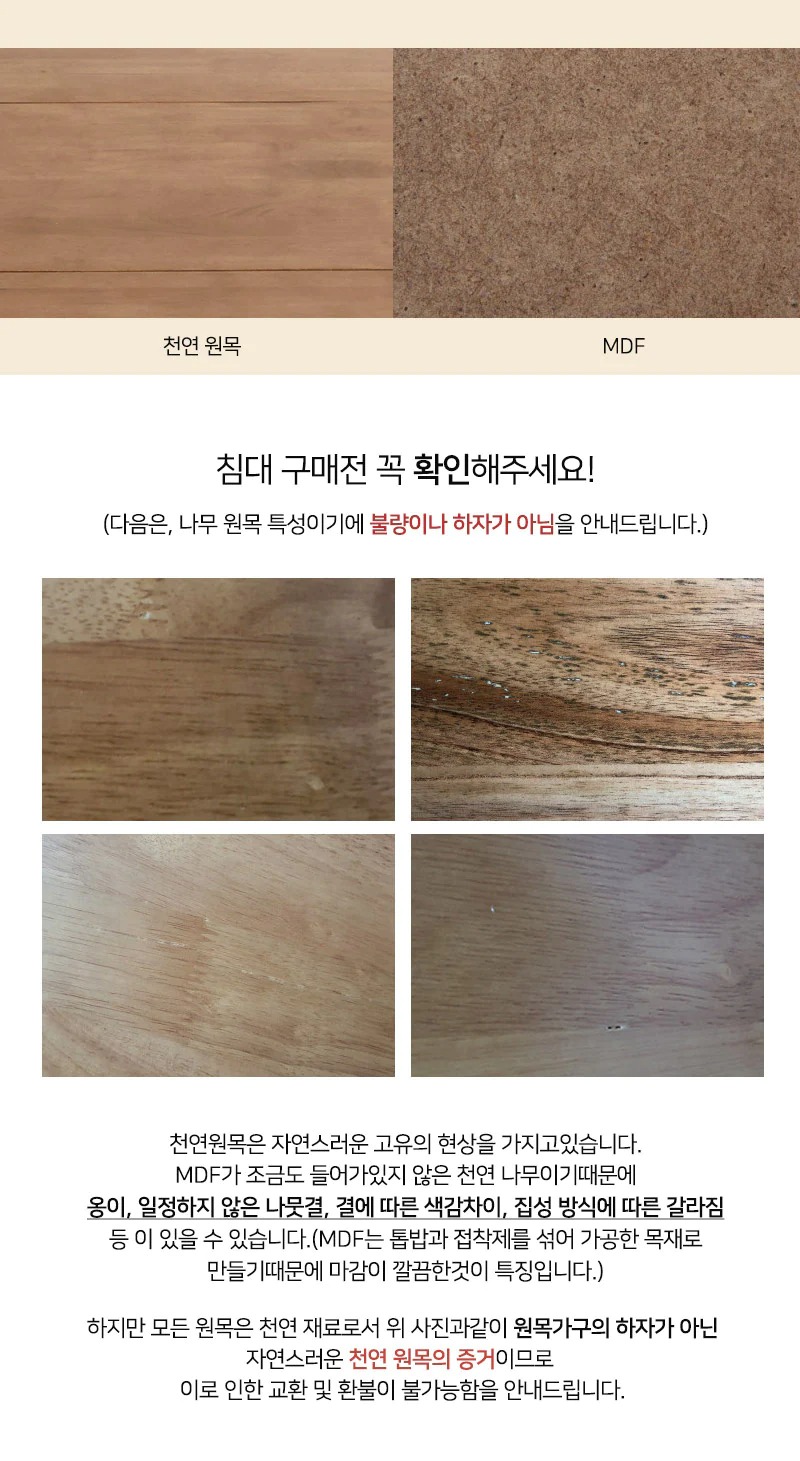 천연 원목
MDF
침대 구매전 꼭 확인해주세요!
(다음은, 나무 원목 특성이기에 불량이나 하자가 아님을 안내드립니다.)
천연원목은 자연스러운 고유의 현상을 가지고있습니다.
MDF가 조금도 들어가있지 않은 천연 나무이기때문에
옹이, 일정하지 않은 나뭇결, 결에 따른 색감차이, 집성 방식에 따른 갈라짐
등 이 있을 수 있습니다.(MDF는 톱밥과 접착제를 섞어 가공한 목재로
만들기때문에 마감이 깔끔한것이 특징입니다.)
하지만 모든 원목은 천연 재료로서 위 사진과같이 원목가구의 하자가 아닌
자연스러운 천연 원목의 증거이므로
이로 인한 교환 및 환불이 불가능함을 안내드립니다.